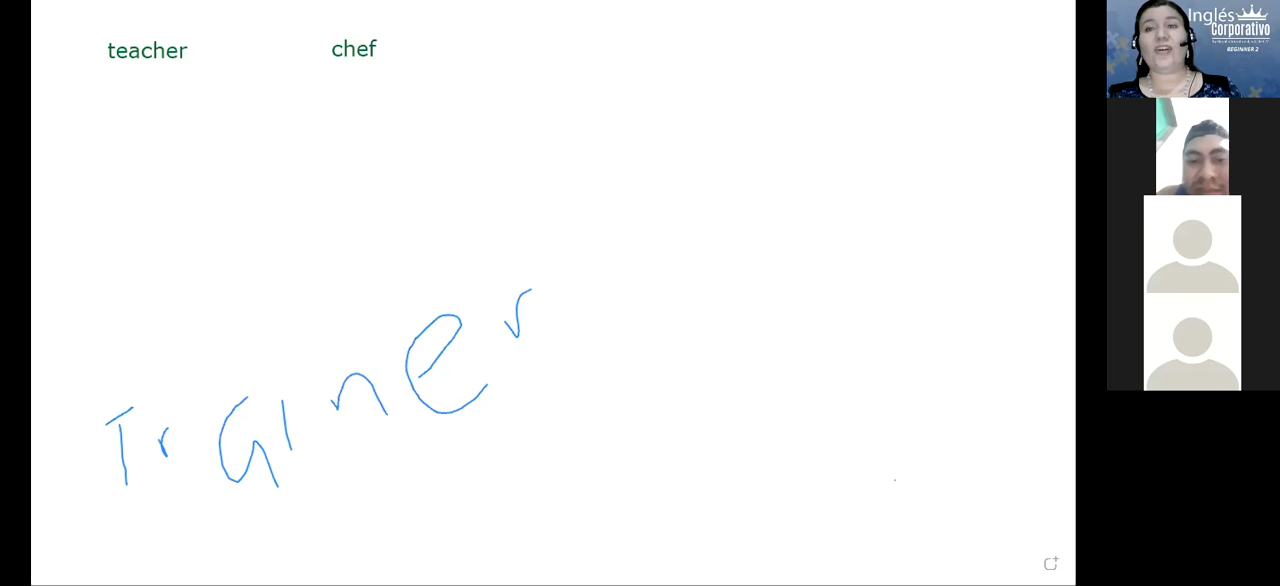 teacher chef
Trainer
Inglés
Corporativo
BEGINNER 2